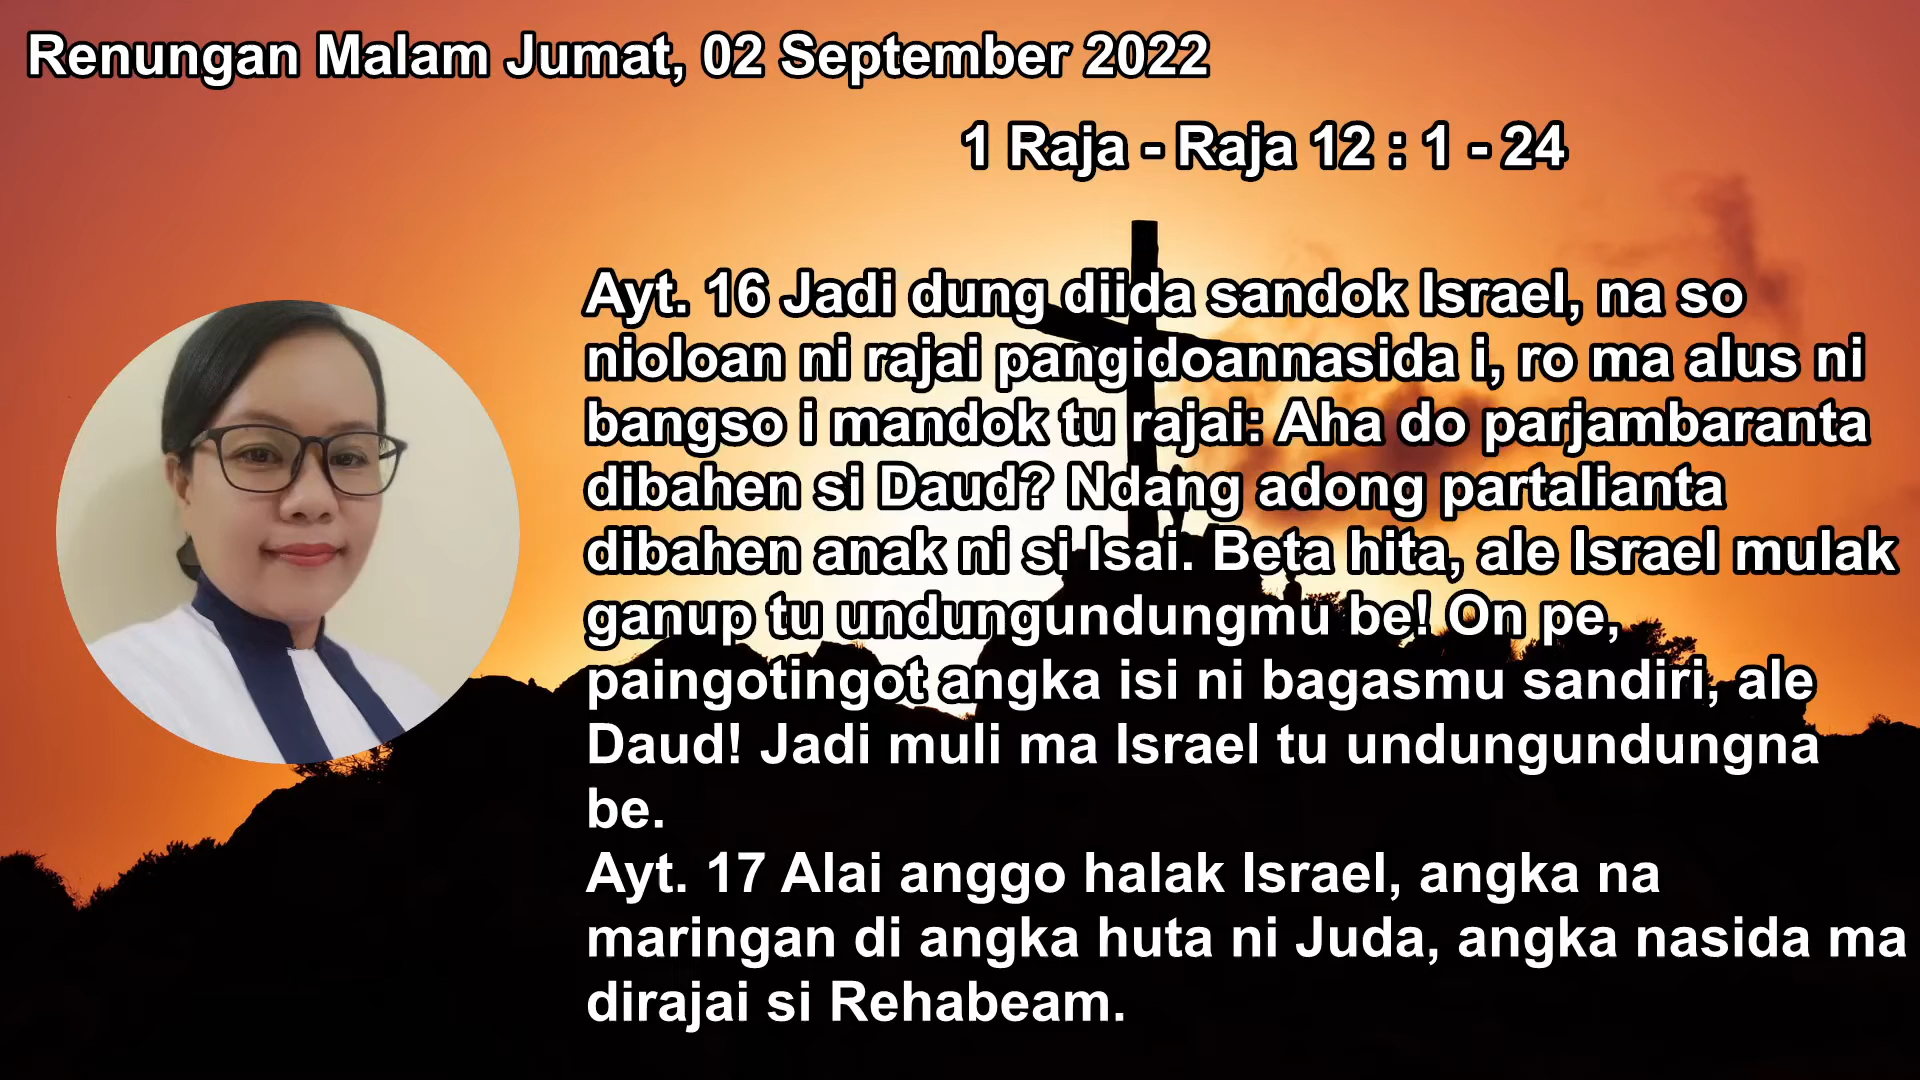 Renungan Malam Jumat, 02 September 2022
1 Raja - Raja 12 : 1 - 24
Ayt. 16 Jadi dung diida sandok Israel, na so
nioloan ni rajai pangidoannasida i, ro ma alus ni
bangso i mandok tu rajai: Aha do parjambaranta
dibahen si Daud? Ndang adong partalianta
dibahen anak ni si Isai. Beta hita, ale Israel mulak
ganup tu undungundungmu be! On pe,
paingotingot angka isi ni bagasmu sandiri, ale
Daud! Jadi muli ma Israel tu undungundungna
be.
Ayt. 17 Alai anggo halak Israel, angka na
maringan di angka huta ni Juda, angka nasida ma
dirajai si Rehabeam.